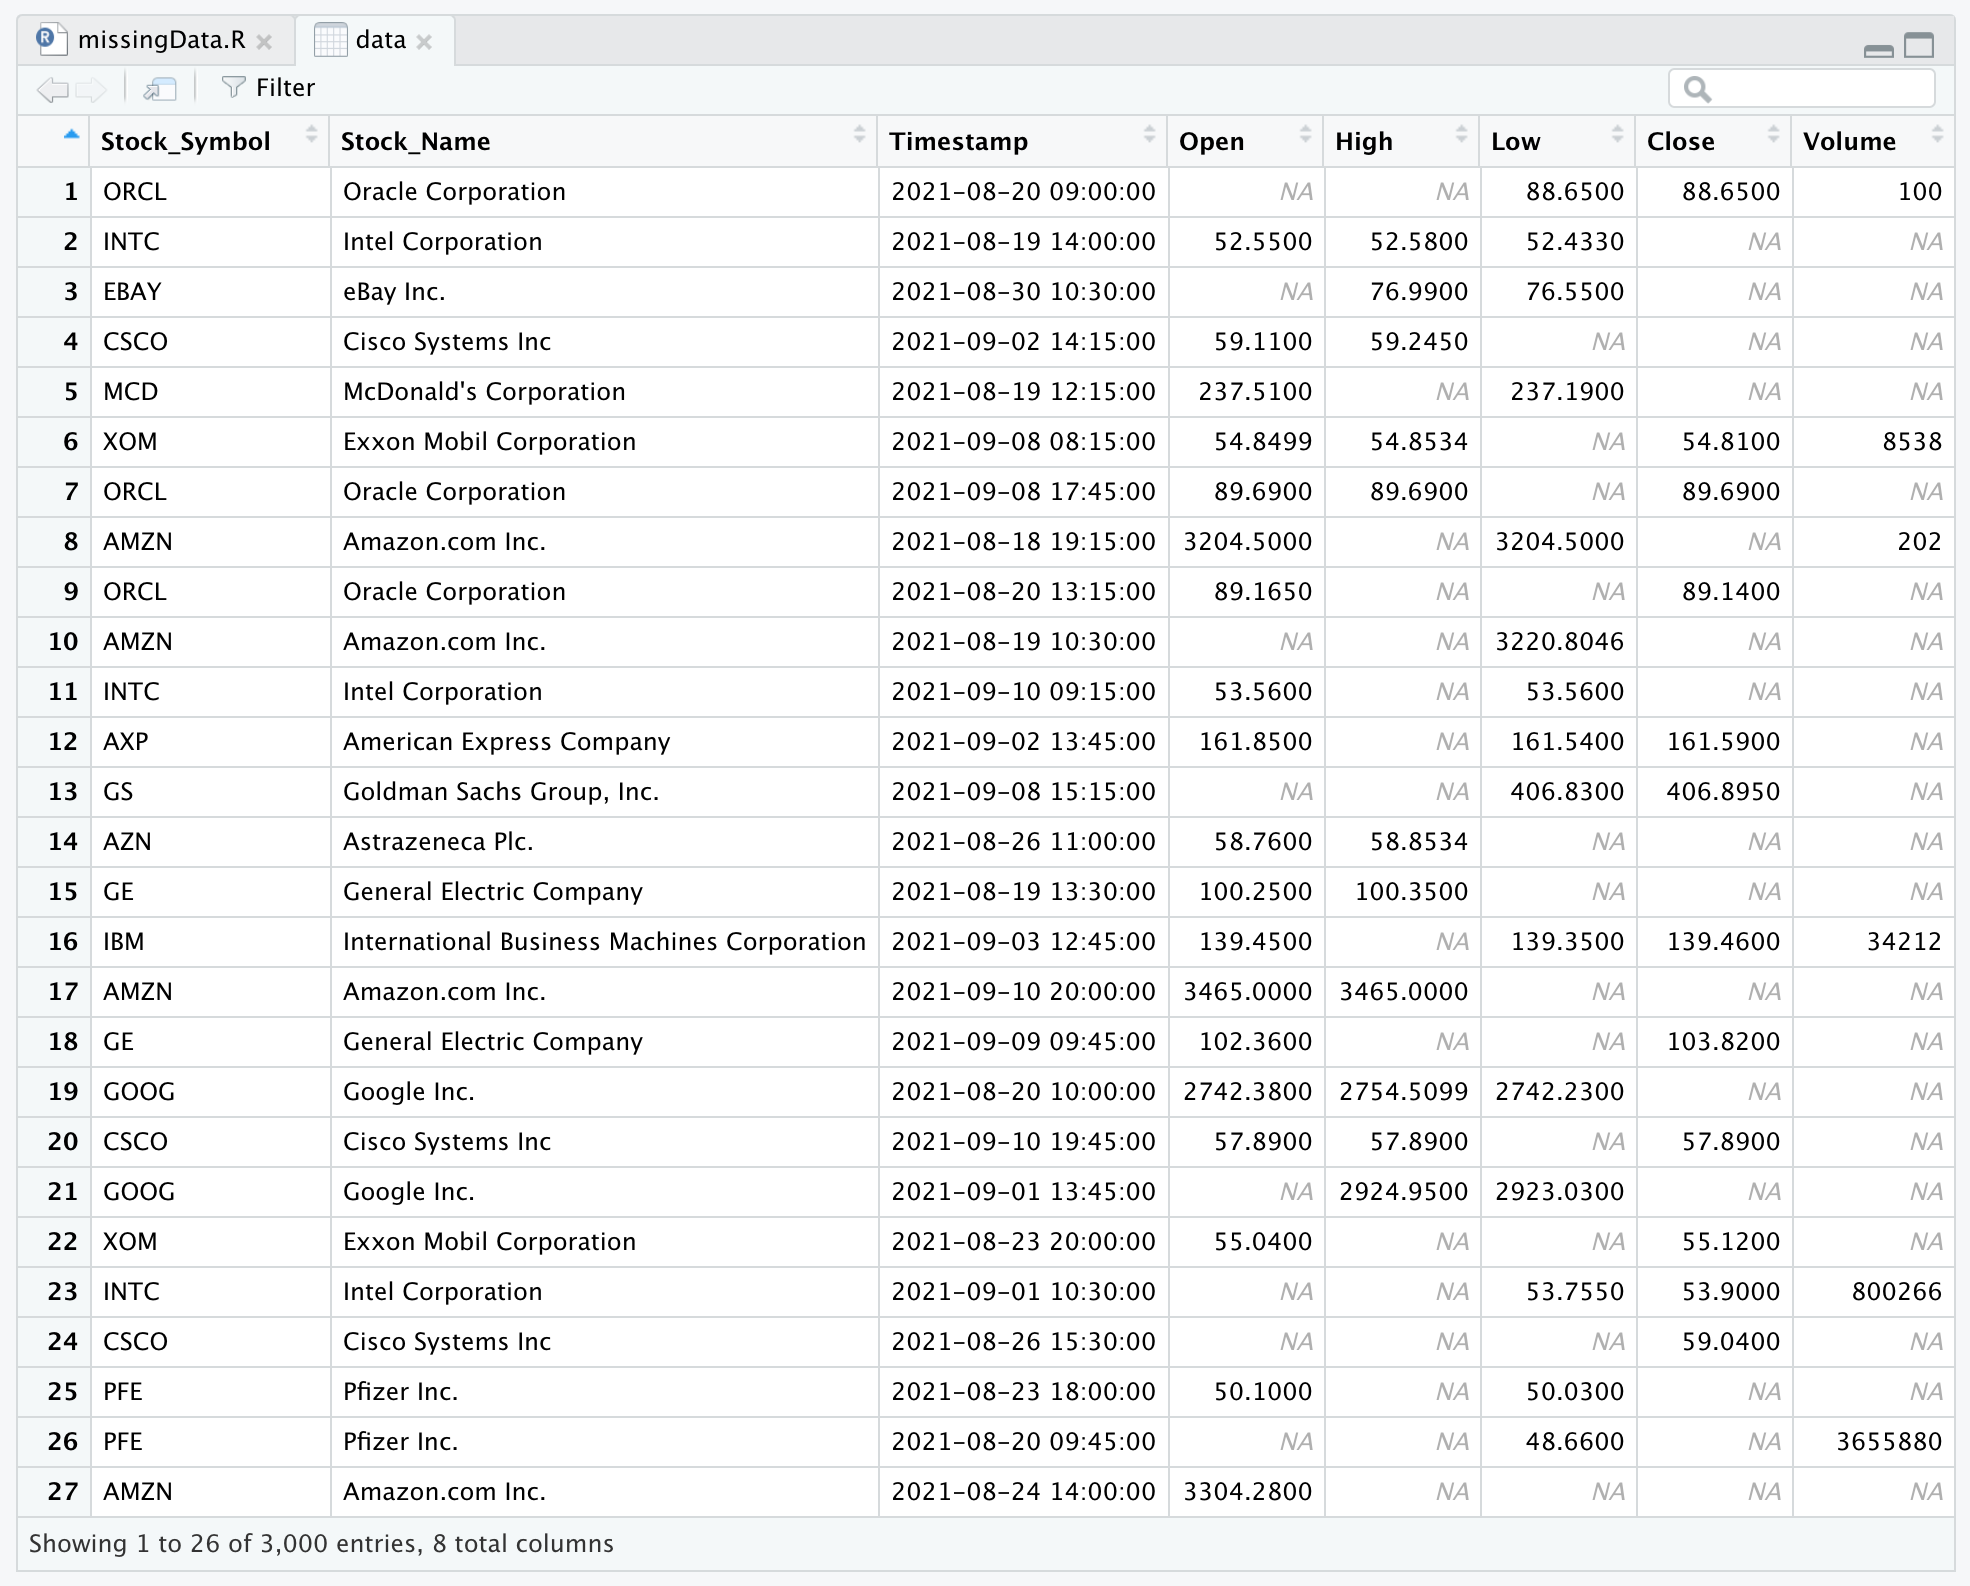 missingData.R data
Filter
Stock_Symbol Stock_Name Timestamp Open High Low Close Volume
1 ORCL Oracle Corporation 2021-08-20 09:00:00 NA NA 88.6500 88.6500 100
2 INTC Intel Corporation 2021-08-19 14:00:00 52.5500 52.5800 52.4330 NA NA
3 EBAY eBay Inc. 2021-08-30 10:30:00 NA 76.9900 76.5500 NA NA
4 CSCO Cisco Systems Inc 2021-09-02 14:15:00 59.1100 59.2450 NA NA NA
5 MCD McDonald's Corporation 2021-08-19 12:15:00 237.5100 NA 237.1900 NA NA
6 XOM Exxon Mobil Corporation 2021-09-08 08:15:00 54.8499 54.8534 NA 54.8100 8538
7 ORCL Oracle Corporation 2021-09-08 17:45:00 89.6900 89.6900 NA 89.6900 NA
8 AMZN Amazon.com Inc. 2021-08-18 19:15:00 3204.5000 NA 3204.5000 NA 202
9 ORCL Oracle Corporation 2021-08-20 13:15:00 89.1650 NA NA 89.1400 NA
10 AMZN Amazon.com Inc. 2021-08-19 10:30:00 NA NA 3220.8046 NA NA
11 INTC Intel Corporation 2021-09-10 09:15:00 53.5600 NA 53.5600 NA NA
12 AXP American Express Company 2021-09-02 13:45:00 161.8500 NA 161.5400 161.5900 NA
13 GS Goldman Sachs Group, Inc. 2021-09-08 15:15:00 NA NA 406.8300 406.8950 NA
14 AZN Astrazeneca Plc. 2021-08-26 11:00:00 58.7600 58.8534 NA NA NA
15 GE General Electric Company 2021-08-19 13:30:00 100.2500 100.3500 NA NA NA
16 IBM International Business Machines Corporation 2021-09-03 12:45:00 139.4500 NA 139.3500 139.4600 34212
17 AMZN Amazon.com Inc. 2021-09-10 20:00:00 3465.0000 3465.0000 NA NA NA
18 GE General Electric Company 2021-09-09 09:45:00 102.3600 NA NA 103.8200 NA
19 GOOG Google Inc. 2021-08-20 10:00:00 2742.3800 2754.5099 2742.2300 NA NA
20 CSCO Cisco Systems Inc 2021-09-10 19:45:00 57.8900 57.8900 NA 57.8900 NA
21 GOOG Google Inc. 2021-09-01 13:45:00 NA 2924.9500 2923.0300 NA NA
22 XOM Exxon Mobil Corporation 2021-08-23 20:00:00 55.0400 NA NA 55.1200 NA
23 INTC Intel Corporation 2021-09-01 10:30:00 NA NA 53.7550 53.9000 800266
24 CSCO Cisco Systems Inc 2021-08-26 15:30:00 NA NA NA 59.0400 NA
25 PFE Pfizer Inc. 2021-08-23 18:00:00 50.1000 NA 50.0300 NA NA
26 PFE Pfizer Inc. 2021-08-20 09:45:00 NA NA 48.6600 NA 3655880
27 AMZN Amazon.com Inc. 2021-08-24 14:00:00 3304.2800 NA NA NA NA
Showing 1 to 26 of 3,000 entries, 8 total columns